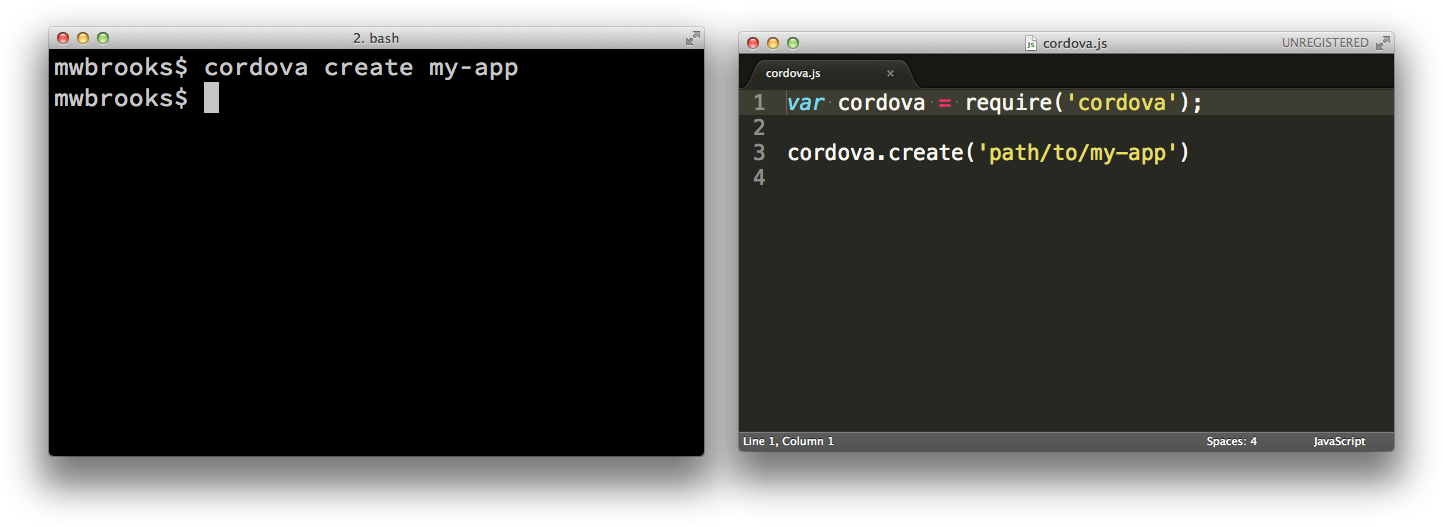 2. bash
mwbrooks$ cordova create my-app
mwbrooks$
cordova.js
UNREGISTERED
cordova.js ×
1 var cordova = require('cordova');
2
3 cordova.create('path/to/my-app')
4
Line 1, Column 1
Spaces: 4
JavaScript